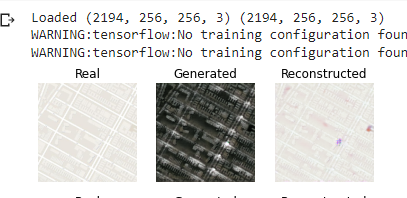 Loaded (2194, 256, 256, 3) (2194, 256, 256, 3)
WARNING:tensorflow:No training configuration foun
WARNING:tensorflow:No training configuration foun
Real Generated Reconstructed